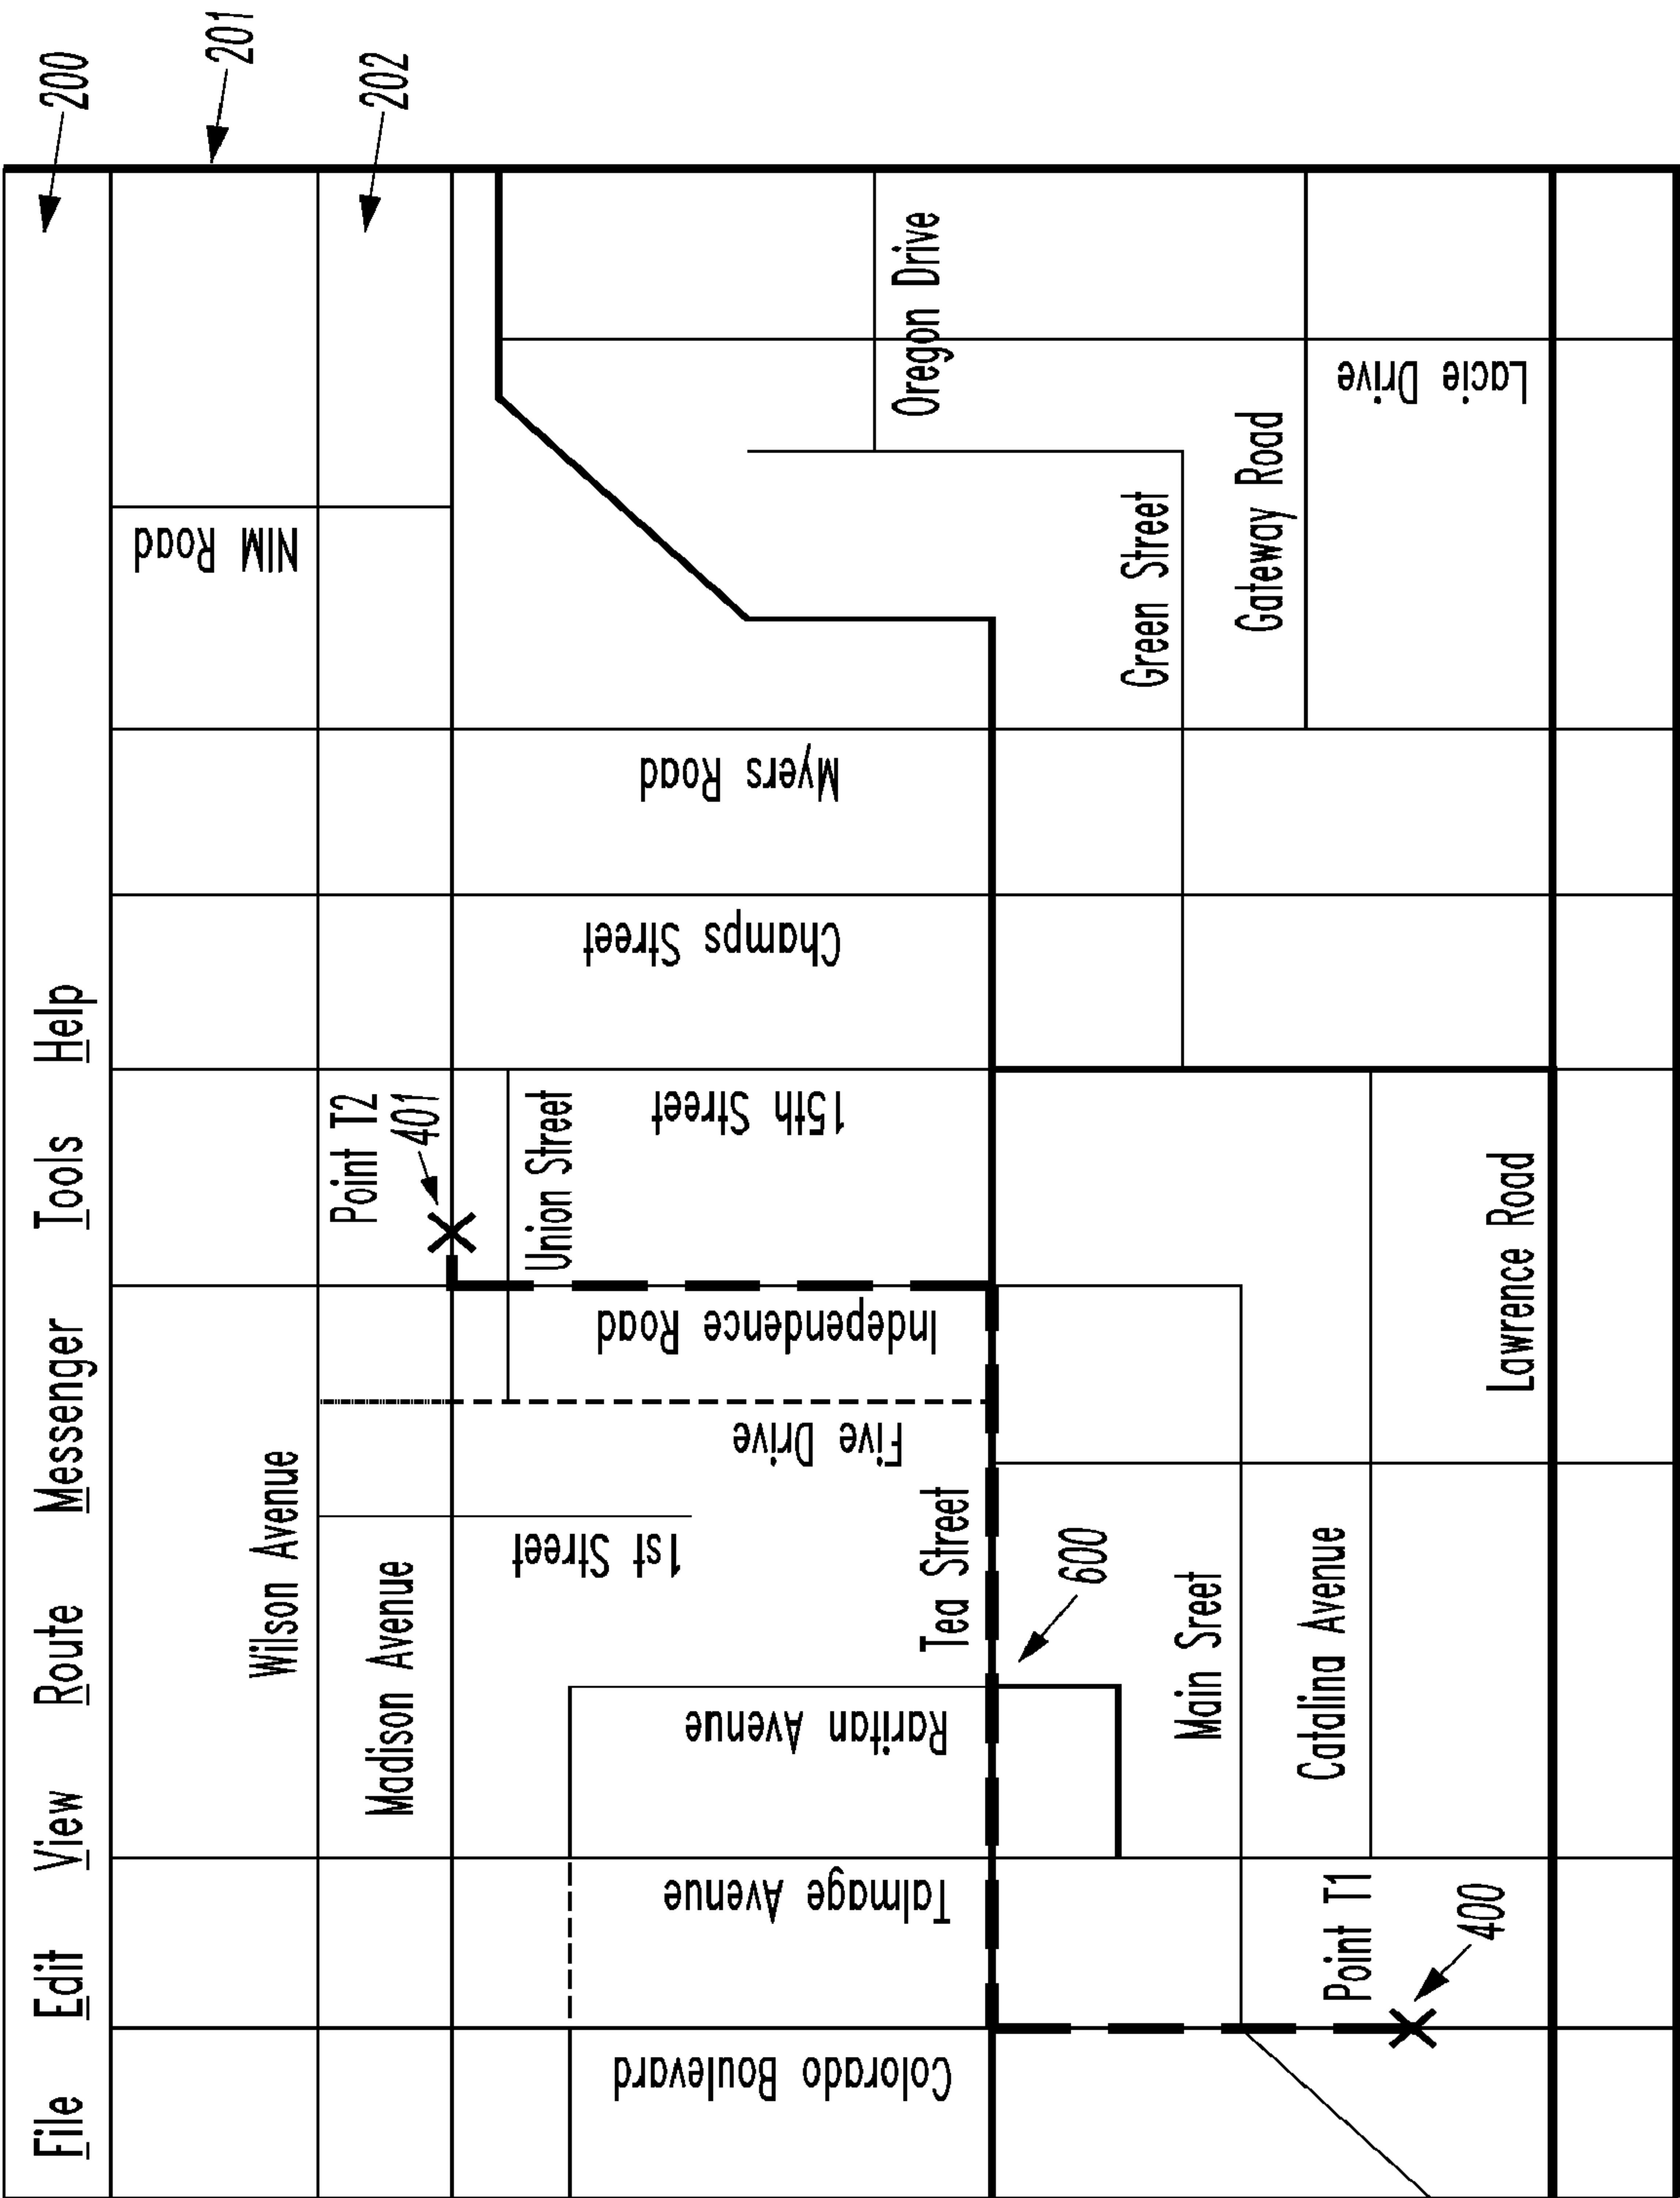 File Edit View Route Messenger Tools Help
200
201
202
Wilson Avenue
NIM Road
Point T2
401
Madison Avenue
Union Street
1st Street
Colorado Boulevard
Talmage Avenue
Raritan Avenue
Five Drive
Independence Road
15th Street
Champs Street
Myers Road
Oregon Drive
Tea Street
600
Green Street
Main Sreet
Gateway Road
Catalina Avenue
Point T1
400
Lacie Drive
Lawrence Road